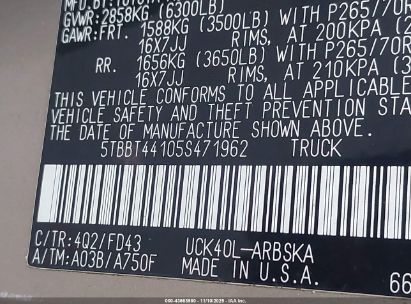 GVWR:2858KG (6300LB)
GAWR:FRT. 1588KG (3500LB) WITH P265/70R
16X7JJ RIMS, AT 200KPA (
RR. 1656KG (3650LB) WITH P265/70R
16X7JJ RIMS, AT 210KPA (3
THIS VEHICLE CONFORMS TO ALL APPLICABLE
VEHICLE SAFETY AND THEFT PREVENTION STA
THE DATE OF MANUFACTURE SHOWN ABOVE.
5TBBT44105S471962 TRUCK
C/TR:4Q2/FD43 UCK40L-ARBSKA
A/TM:A03B/A750F MADE IN U.S.A. 66